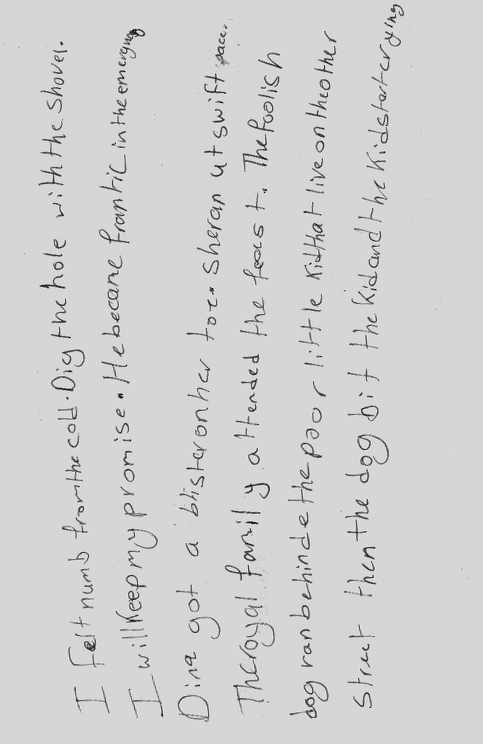 I felt numb from the cold. Dig the hole with the shovel.
I will keep my promise. He became frantic in the emerging
Dina got a blister on her toe. She ran at swift pace.
The royal family attended the feast. The foolish
dog ran behinde the poor little kid that live on the other
street then the dog bit the kid and the kid start crying